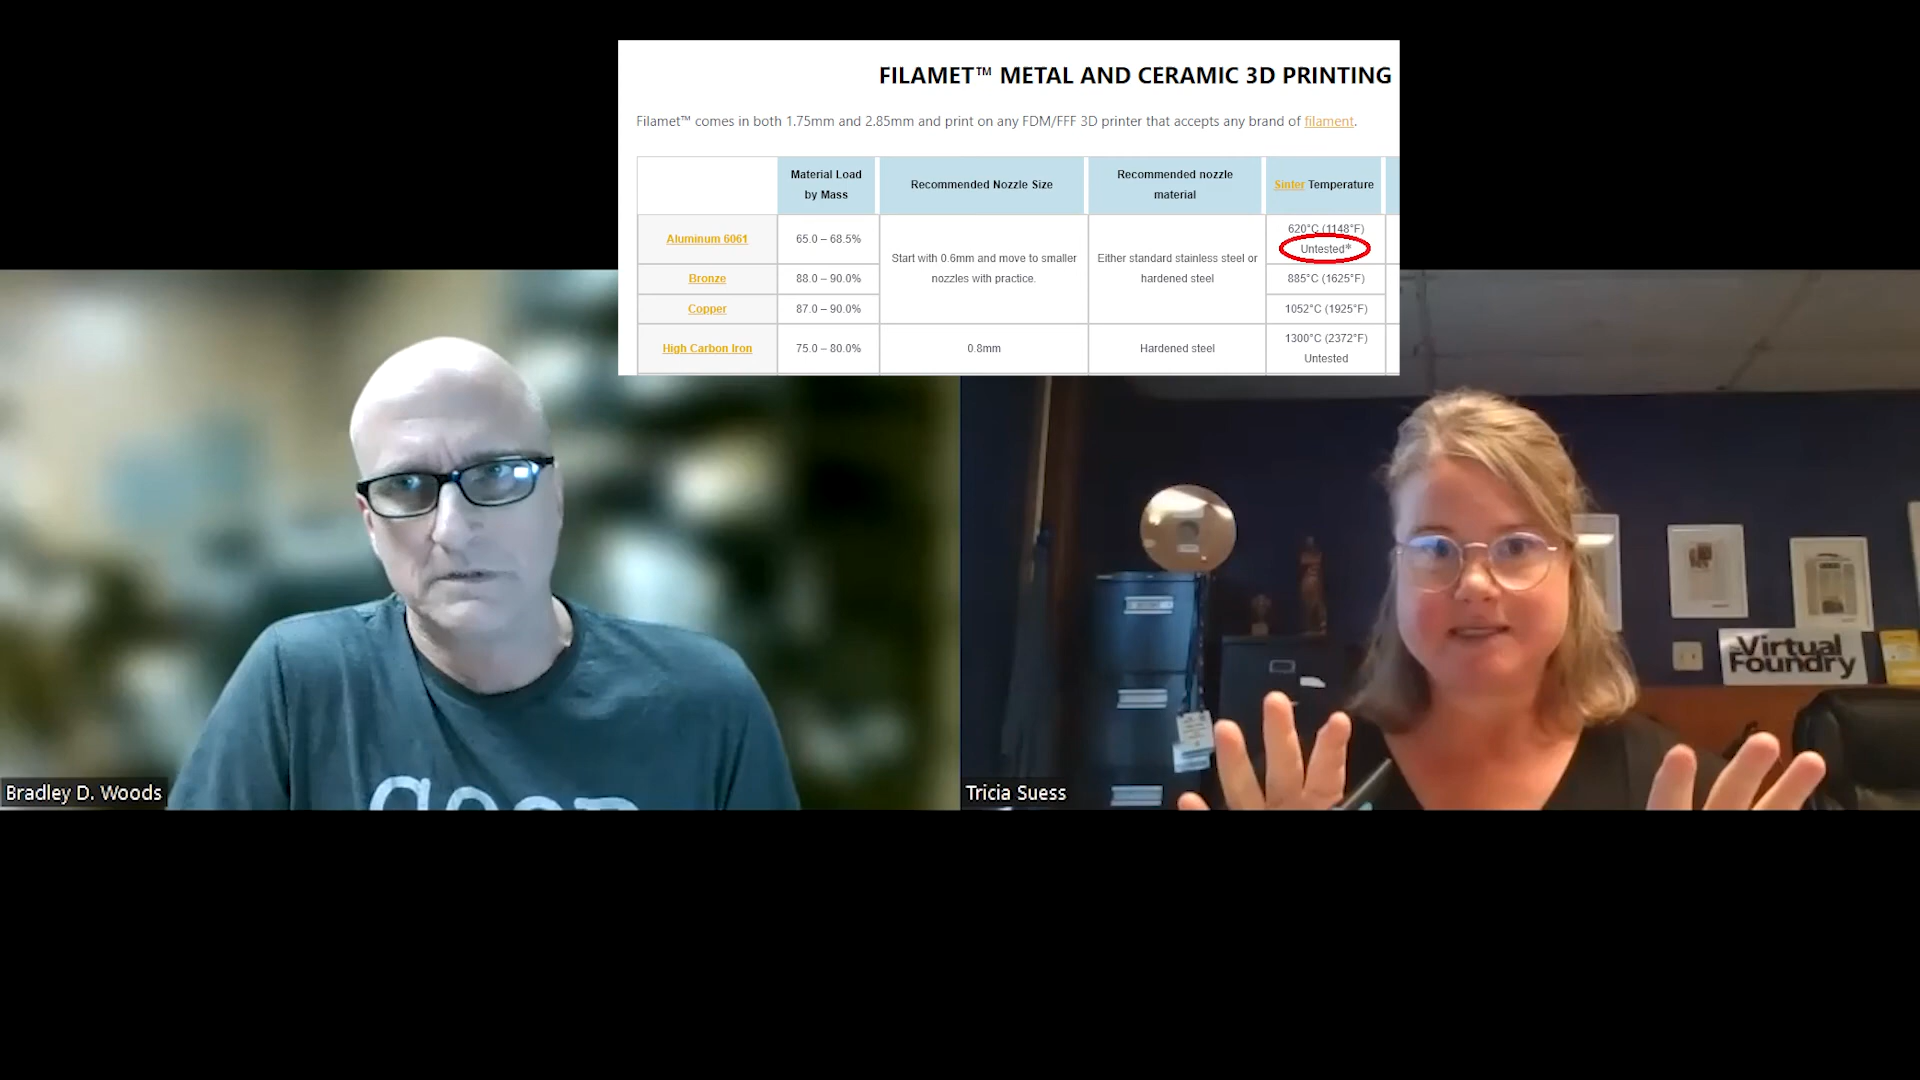 FILAMET™ METAL AND CERAMIC 3D PRINTING
Filamet™ comes in both 1.75mm and 2.85mm and print on any FDM/FFF 3D printer that accepts any brand of filament.
Material Load
by Mass
Recommended Nozzle Size
Recommended nozzle
material
Sinter Temperature
Aluminum 6061
65.0 – 68.5%
Start with 0.6mm and move to smaller
nozzles with practice.
Either standard stainless steel or
hardened steel
620°C (1148°F)
Untested*
Bronze
88.0 – 90.0%
885°C (1625°F)
Copper
87.0 – 90.0%
1052°C (1925°F)
High Carbon Iron
75.0 – 80.0%
0.8mm
Hardened steel
1300°C (2372°F)
Untested
Virtual
Foundry
Bradley D. Woods
Tricia Suess